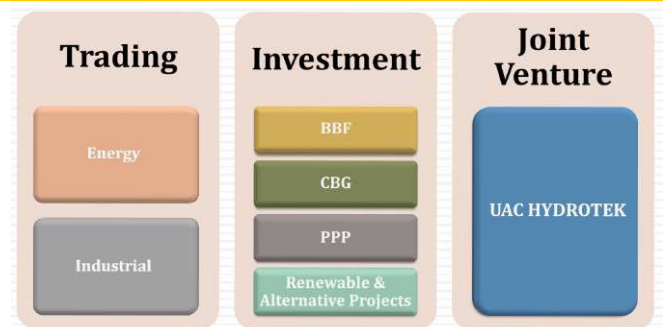 Trading
Energy
Industrial
Investment
BBF
CBG
PPP
Renewable &
Alternative Projects
Joint
Venture
UAC HYDROTEK